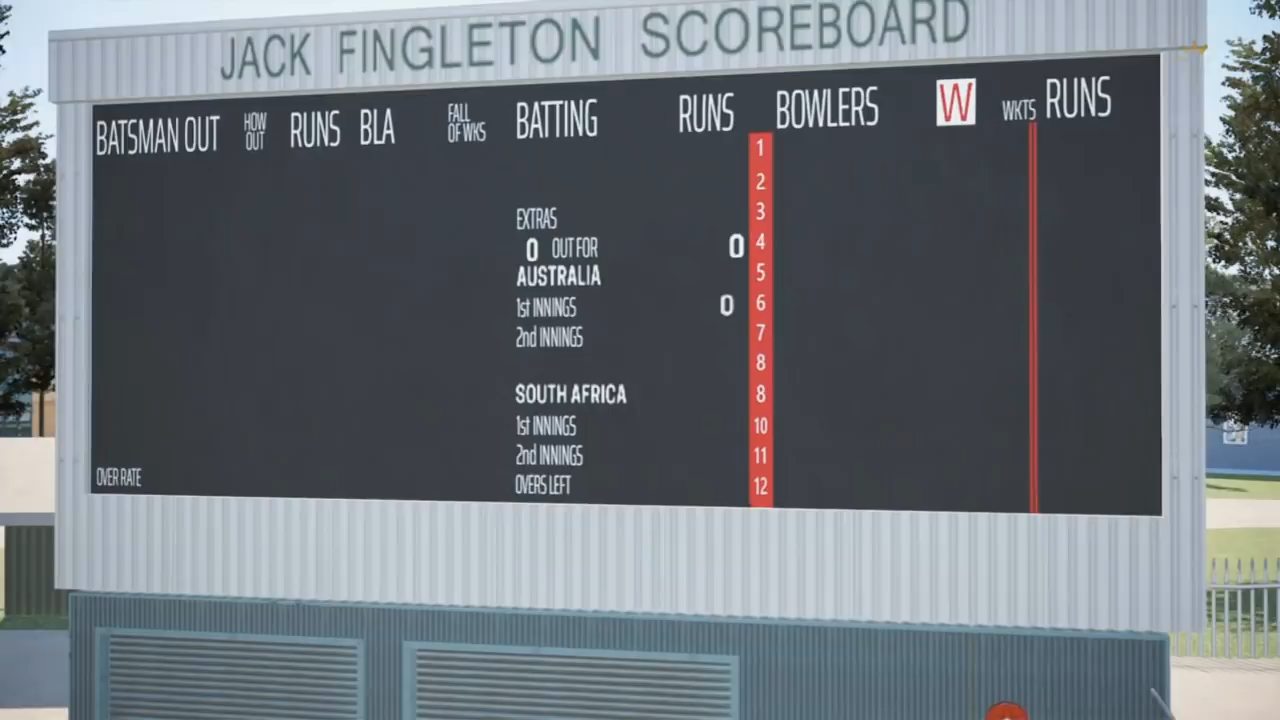 JACK FINGLETON SCOREBOARD
BATSMAN OUT HOW OUT RUNS BLA FALL OF WKS BATTING RUNS BOWLERS W WKTS RUNS
1
2
EXTRAS 3
0 OUT FOR 0 4
AUSTRALIA 5
1st INNINGS 0 6
2nd INNINGS 7
8
SOUTH AFRICA 8
1st INNINGS 10
2nd INNINGS 11
OVER RATE OVERS LEFT 12